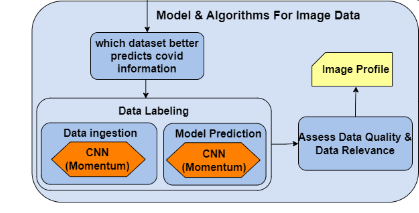 Model & Algorithms For Image Data
which dataset better
predicts covid
information
Image Profile
Data Labeling
Data ingestion
CNN
(Momentum)
Model Prediction
CNN
(Momentum)
Assess Data Quality &
Data Relevance